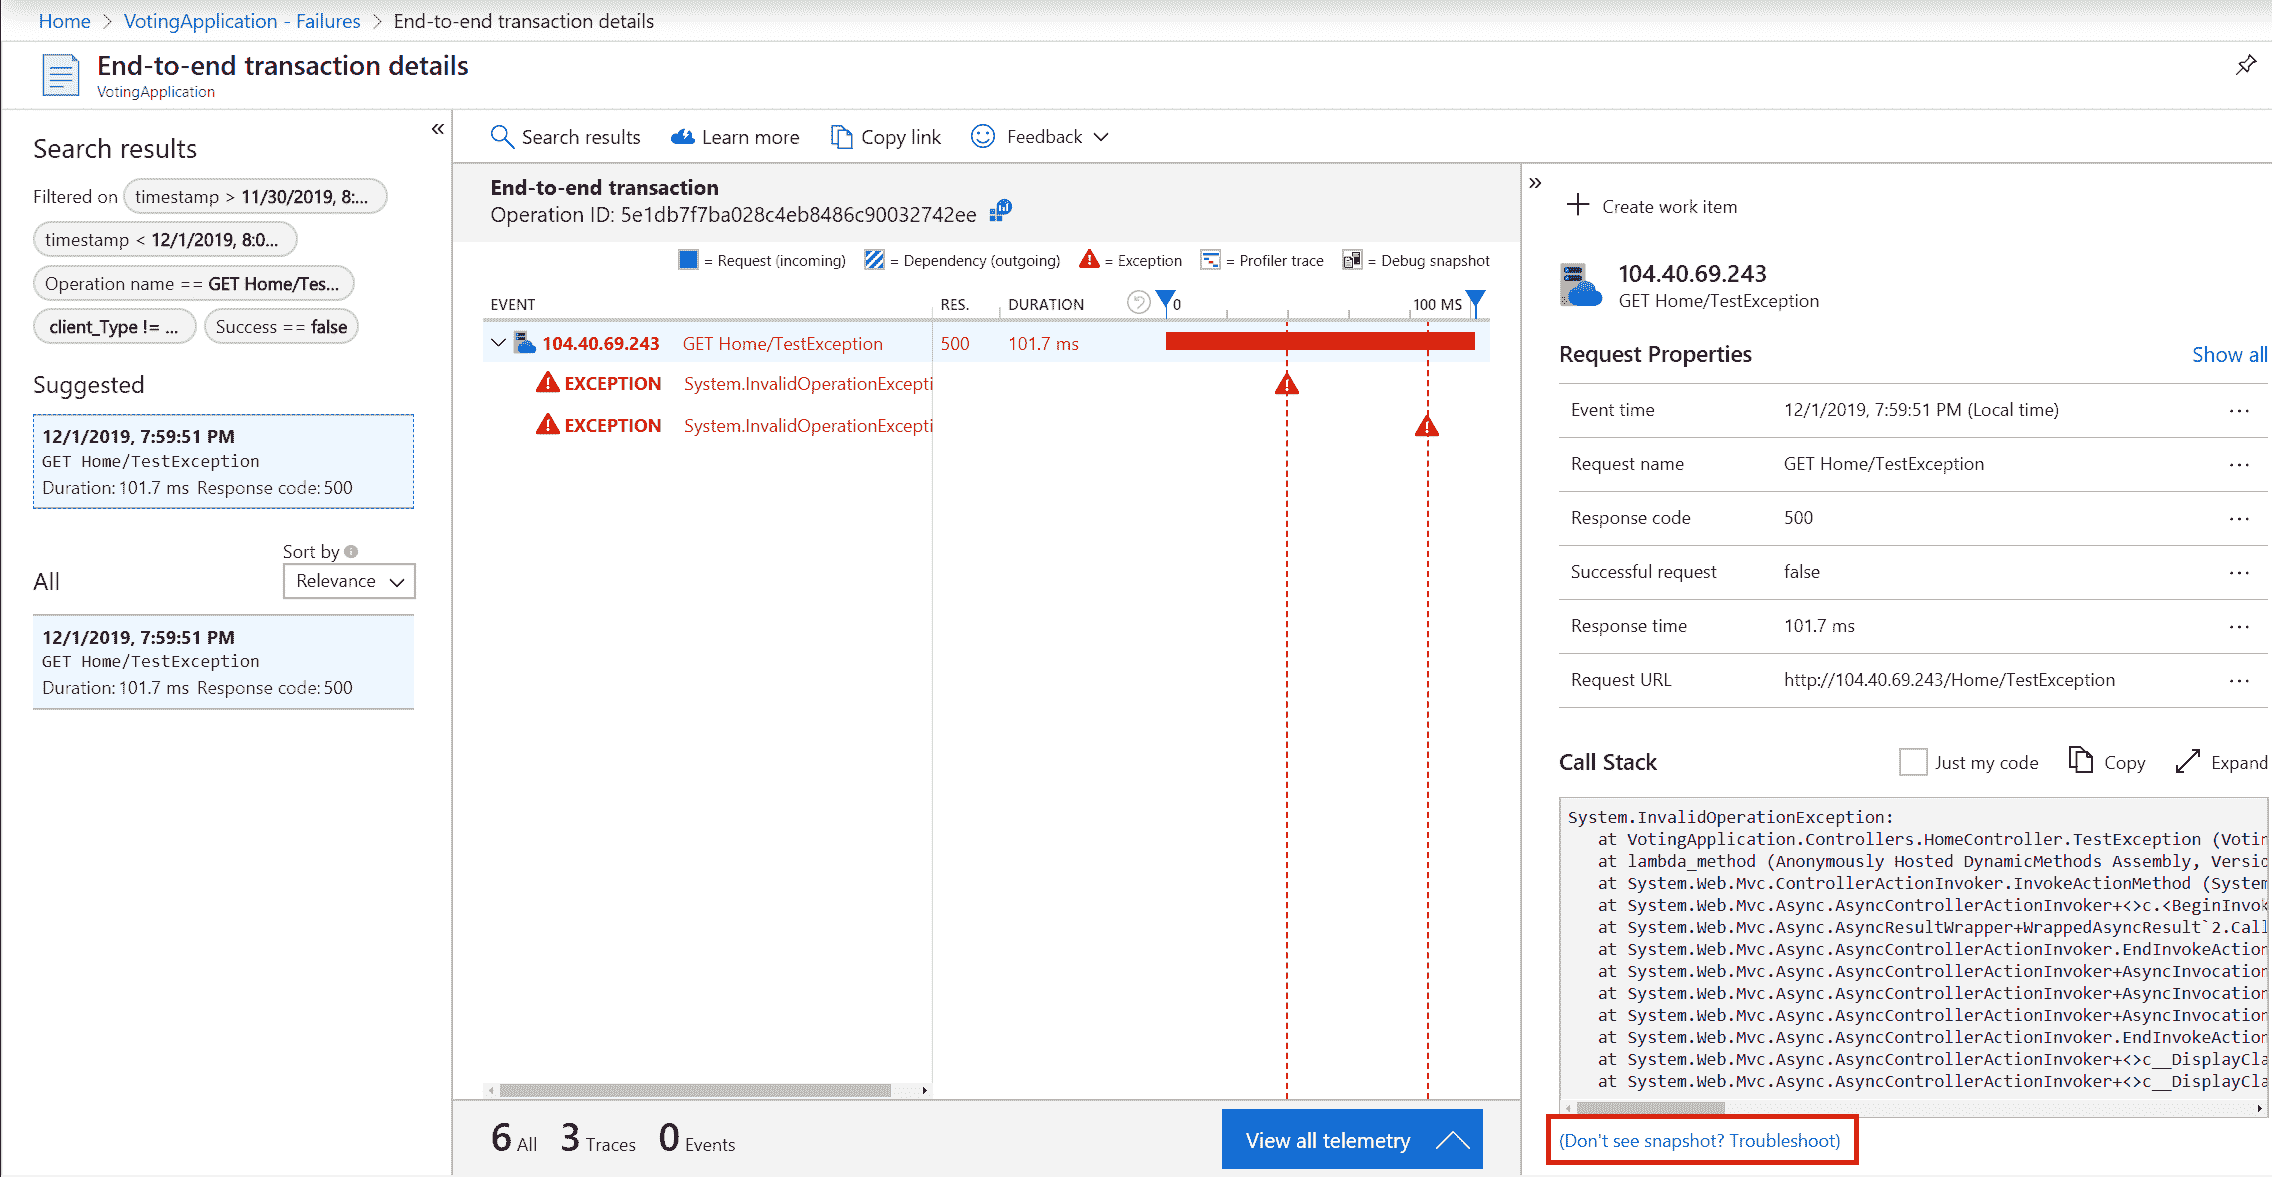 Home > VotingApplication - Failures > End-to-end transaction details
End-to-end transaction details
VotingApplication
«
Search results
Filtered on timestamp > 11/30/2019, 8:...
timestamp < 12/1/2019, 8:0...
Operation name == GET Home/Tes...
client_Type != ... Success == false
Suggested
12/1/2019, 7:59:51 PM
GET Home/TestException
Duration: 101.7 ms Response code: 500
Sort by
All Relevance
12/1/2019, 7:59:51 PM
GET Home/TestException
Duration: 101.7 ms Response code: 500
Search results Learn more Copy link Feedback
End-to-end transaction
Operation ID: 5e1db7f7ba028c4eb8486c90032742ee
= Request (incoming) = Dependency (outgoing) = Exception = Profiler trace = Debug snapshot
EVENT RES. DURATION 0 100 MS
104.40.69.243 GET Home/TestException 500 101.7 ms
EXCEPTION System.InvalidOperationExcepti
EXCEPTION System.InvalidOperationExcepti
6 All 3 Traces 0 Events View all telemetry
»
Create work item
104.40.69.243
GET Home/TestException
Request Properties Show all
Event time 12/1/2019, 7:59:51 PM (Local time) ...
Request name GET Home/TestException ...
Response code 500 ...
Successful request false ...
Response time 101.7 ms ...
Request URL http://104.40.69.243/Home/TestException ...
Call Stack Just my code Copy Expand
System.InvalidOperationException:
at VotingApplication.Controllers.HomeController.TestException (Votin
at lambda_method (Anonymously Hosted DynamicMethods Assembly, Versio
at System.Web.Mvc.ControllerActionInvoker.InvokeActionMethod (System
at System.Web.Mvc.Async.AsyncControllerActionInvoker+<>c.<BeginInvok
at System.Web.Mvc.Async.AsyncResultWrapper+WrappedAsyncResult`2.Call
at System.Web.Mvc.Async.AsyncControllerActionInvoker.EndInvokeAction
at System.Web.Mvc.Async.AsyncControllerActionInvoker+AsyncInvocation
at System.Web.Mvc.Async.AsyncControllerActionInvoker+AsyncInvocation
at System.Web.Mvc.Async.AsyncControllerActionInvoker+AsyncInvocation
at System.Web.Mvc.Async.AsyncControllerActionInvoker.EndInvokeAction
at System.Web.Mvc.Async.AsyncControllerActionInvoker+<>c__DisplayCla
at System.Web.Mvc.Async.AsyncControllerActionInvoker+<>c__DisplayCla
(Don't see snapshot? Troubleshoot)